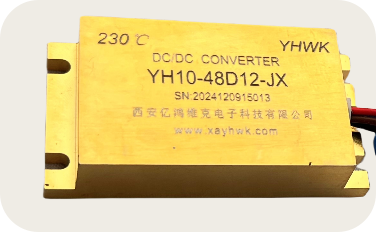 230℃ YHWK
DC/DC CONVERTER
YH10-48D12-JX
SN:2024120915013
西安亿鸿维克电子科技有限公司
www.xayhwk.com